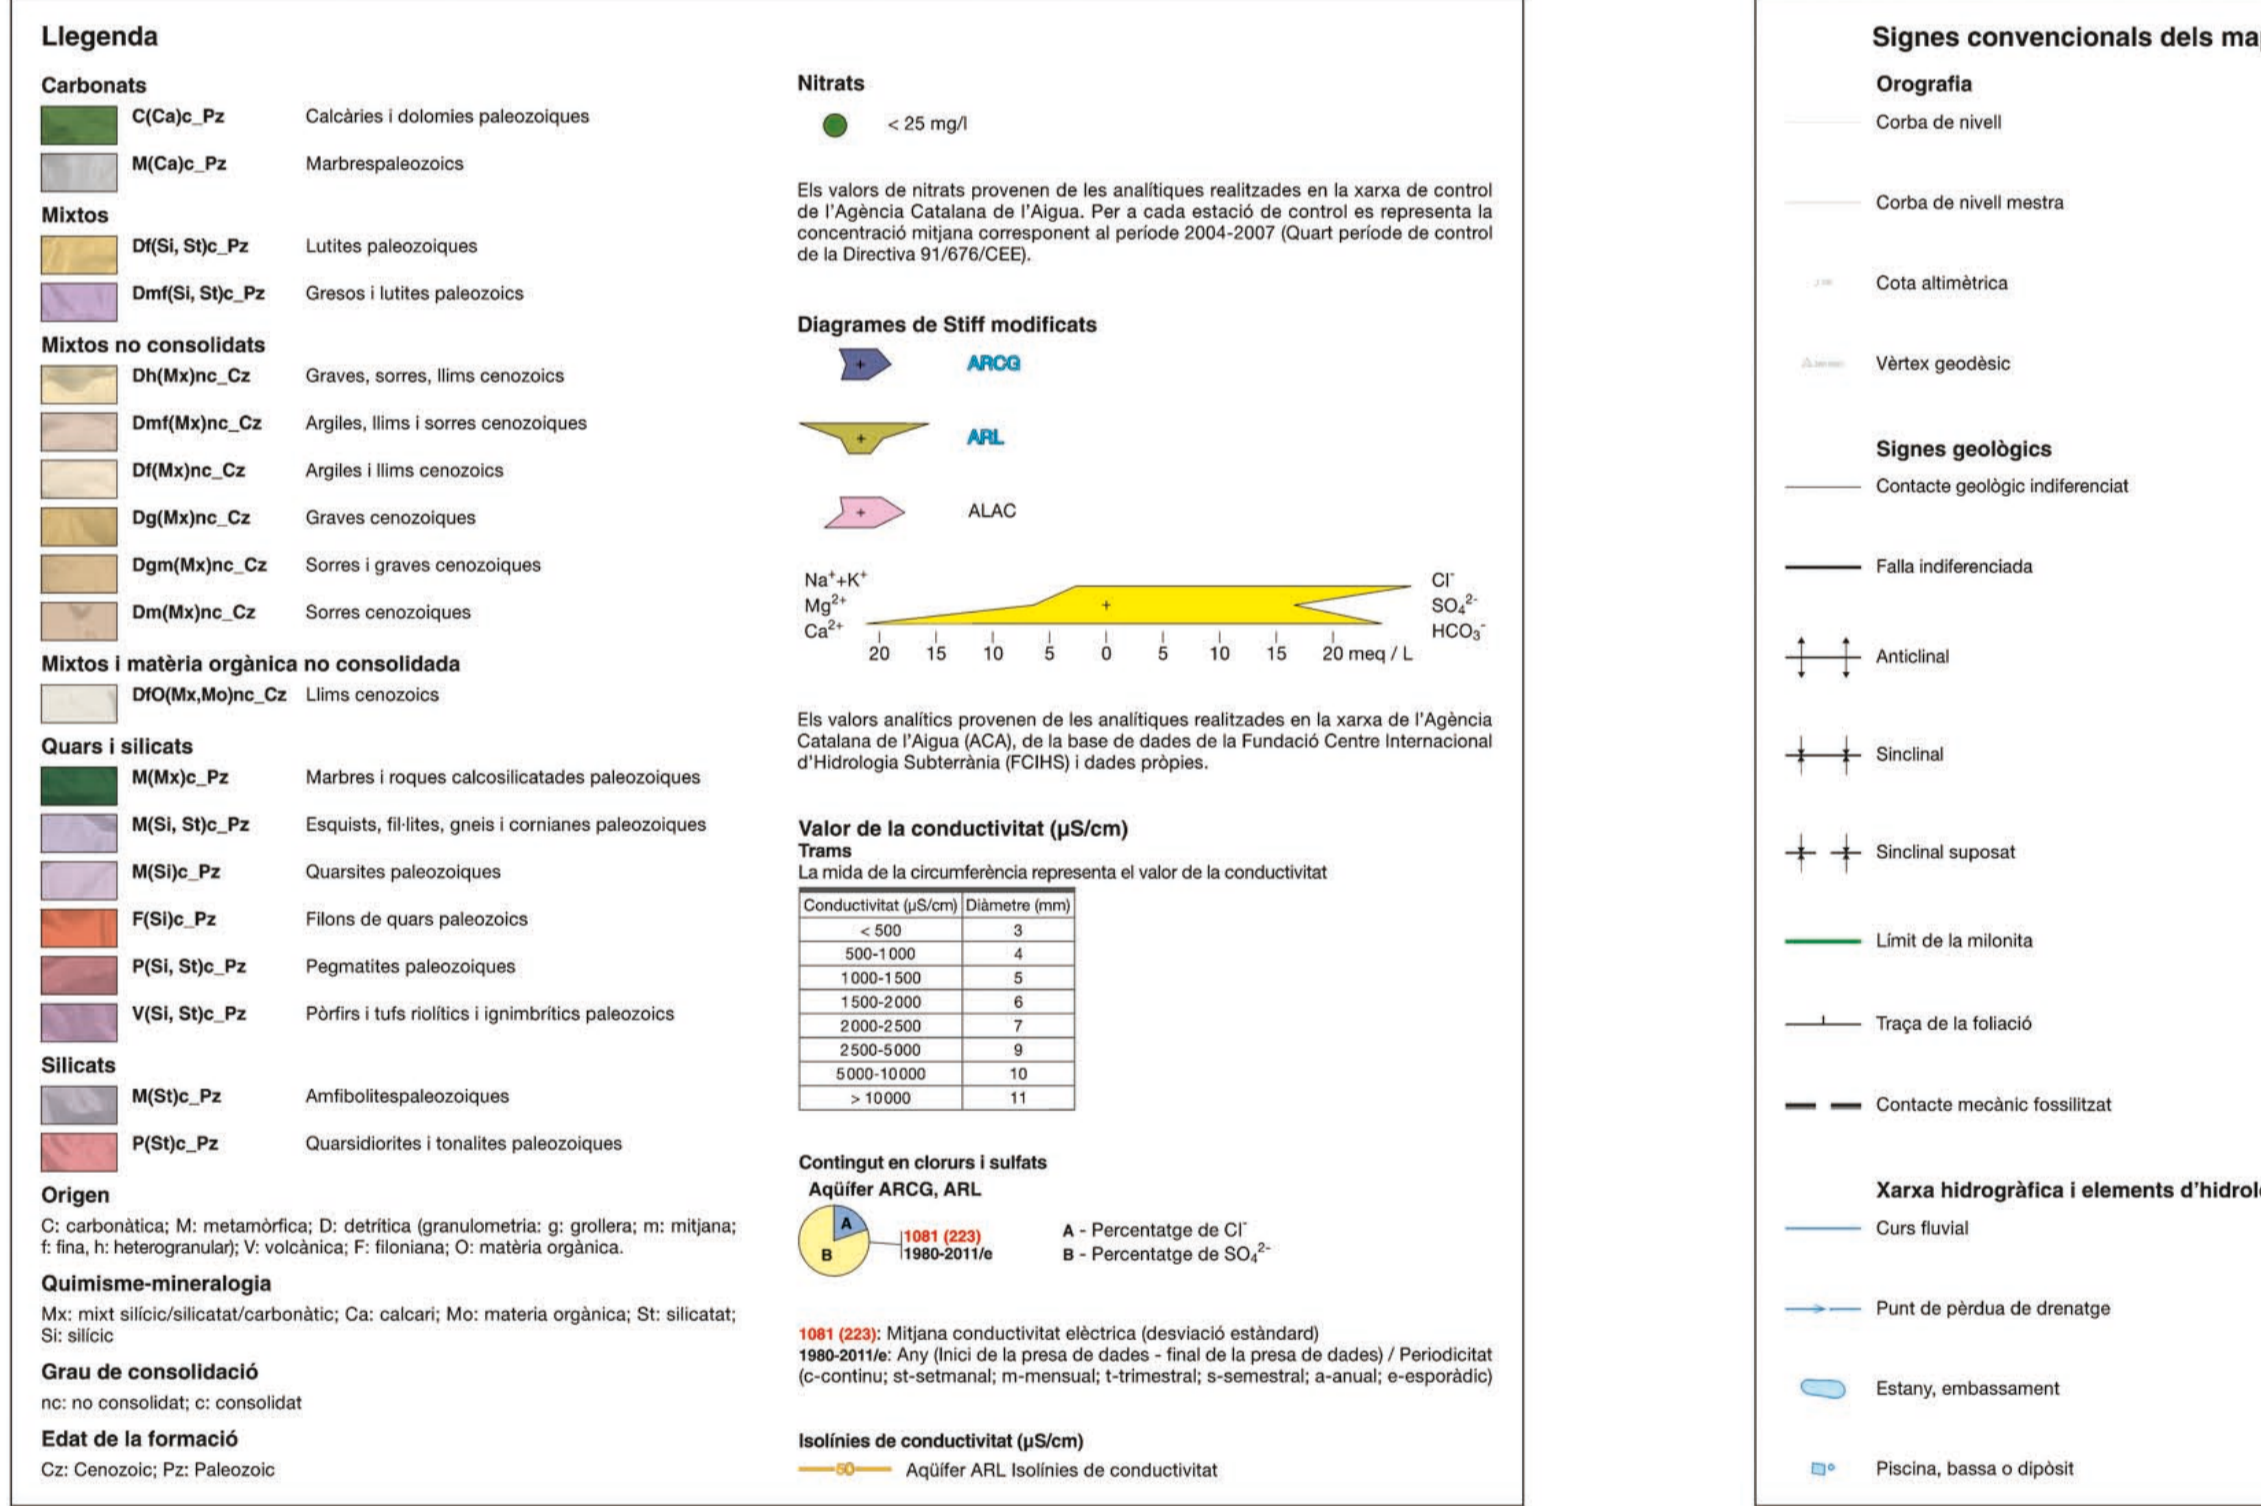 Llegenda
Carbonats
C(Ca)c_Pz Calcàries i dolomies paleozoiques
M(Ca)c_Pz Marbrespaleozoics
Mixtos
Df(Si, St)c_Pz Lutites paleozoiques
Dmf(Si, St)c_Pz Gresos i lutites paleozoics
Mixtos no consolidats
Dh(Mx)nc_Cz Graves, sorres, llims cenozoics
Dmf(Mx)nc_Cz Argiles, llims i sorres cenozoiques
Df(Mx)nc_Cz Argiles i llims cenozoics
Dg(Mx)nc_Cz Graves cenozoiques
Dgm(Mx)nc_Cz Sorres i graves cenozoiques
Dm(Mx)nc_Cz Sorres cenozoiques
Mixtos i matèria orgànica no consolidada
DfO(Mx,Mo)nc_Cz Llims cenozoics
Quars i silicats
M(Mx)c_Pz Marbres i roques calcosilicatades paleozoiques
M(Si, St)c_Pz Esquists, fil·lites, gneis i cornianes paleozoiques
M(Si)c_Pz Quarsites paleozoiques
F(Si)c_Pz Filons de quars paleozoics
P(Si, St)c_Pz Pegmatites paleozoiques
V(Si, St)c_Pz Pòrfirs i tufs riolítics i ignimbrítics paleozoics
Silicats
M(St)c_Pz Amfibolitespaleozoiques
P(St)c_Pz Quarsidiorites i tonalites paleozoiques
Origen
C: carbonàtica; M: metamòrfica; D: detrítica (granulometria: g: grollera; m: mitjana;
f: fina, h: heterogranular); V: volcànica; F: filoniana; O: matèria orgànica.
Quimisme-mineralogia
Mx: mixt silícic/silicatat/carbonàtic; Ca: calcari; Mo: materia orgànica; St: silicatat;
Si: silícic
Grau de consolidació
nc: no consolidat; c: consolidat
Edat de la formació
Cz: Cenozoic; Pz: Paleozoic
Nitrats
< 25 mg/l
Els valors de nitrats provenen de les analítiques realitzades en la xarxa de control
de l'Agència Catalana de l'Aigua. Per a cada estació de control es representa la
concentració mitjana corresponent al període 2004-2007 (Quart període de control
de la Directiva 91/676/CEE).
Diagrames de Stiff modificats
+ ARCG
+ ARL
+ ALAC
Na⁺+K⁺ Cl⁻
Mg²⁺ + SO₄²⁻
Ca²⁺ HCO₃⁻
20 15 10 5 0 5 10 15 20 meq / L
Els valors analítics provenen de les analítiques realitzades en la xarxa de l'Agència
Catalana de l'Aigua (ACA), de la base de dades de la Fundació Centre Internacional
d'Hidrologia Subterrània (FCIHS) i dades pròpies.
Valor de la conductivitat (µS/cm)
Trams
La mida de la circumferència representa el valor de la conductivitat
Conductivitat (µS/cm) Diàmetre (mm)
< 500 3
500-1000 4
1000-1500 5
1500-2000 6
2000-2500 7
2500-5000 9
5000-10000 10
> 10000 11
Contingut en clorurs i sulfats
Aqüífer ARCG, ARL
A
B
1081 (223)
1980-2011/e
A - Percentatge de Cl⁻
B - Percentatge de SO₄²⁻
1081 (223): Mitjana conductivitat elèctrica (desviació estàndard)
1980-2011/e: Any (Inici de la presa de dades - final de la presa de dades) / Periodicitat
(c-continu; st-setmanal; m-mensual; t-trimestral; s-semestral; a-anual; e-esporàdic)
Isolínies de conductivitat (µS/cm)
50 Aqüífer ARL Isolínies de conductivitat
Signes convencionals dels
Orografia
Corba de nivell
Corba de nivell mestra
Cota altimètrica
Vèrtex geodèsic
Signes geològics
Contacte geològic indiferenciat
Falla indiferenciada
Anticlinal
Sinclinal
Sinclinal suposat
Límit de la milonita
Traça de la foliació
Contacte mecànic fossilitzat
Xarxa hidrogràfica i elements
Curs fluvial
Punt de pèrdua de drenatge
Estany, embassament
Piscina, bassa o dipòsit